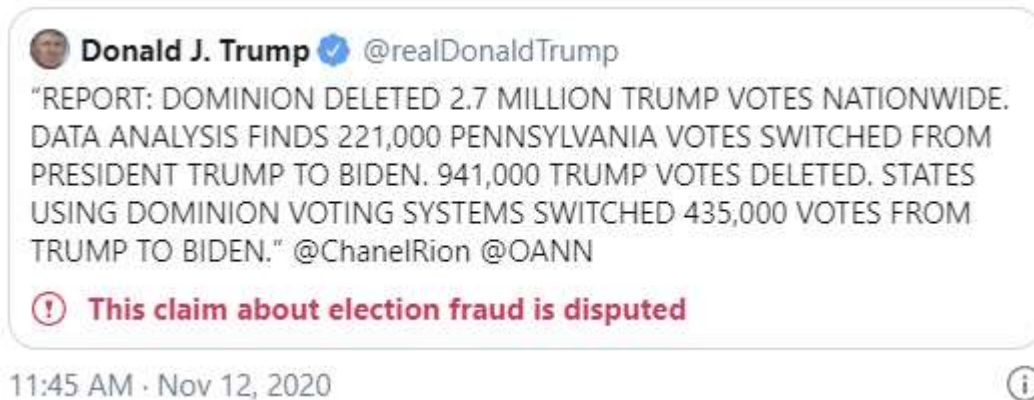 Donald J. Trump @realDonaldTrump
“REPORT: DOMINION DELETED 2.7 MILLION TRUMP VOTES NATIONWIDE.
DATA ANALYSIS FINDS 221,000 PENNSYLVANIA VOTES SWITCHED FROM
PRESIDENT TRUMP TO BIDEN. 941,000 TRUMP VOTES DELETED. STATES
USING DOMINION VOTING SYSTEMS SWITCHED 435,000 VOTES FROM
TRUMP TO BIDEN.” @ChanelRion @OANN
This claim about election fraud is disputed
11:45 AM · Nov 12, 2020